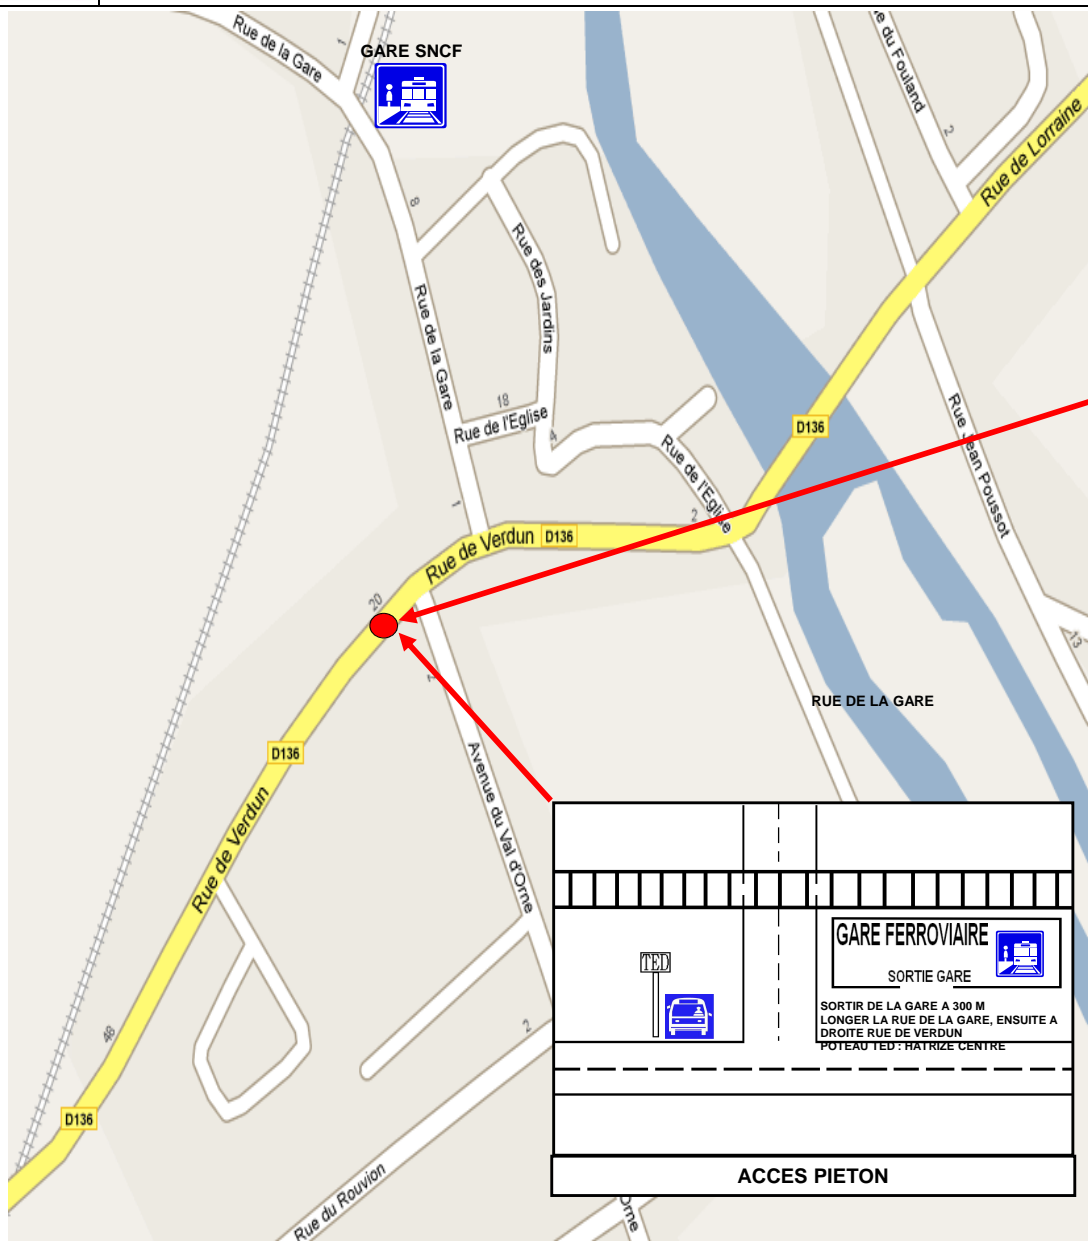 Rue de la Gare
1
GARE SNCF
Rue du Fouland
2
Rue de Lorraine
8
Rue des Jardins
Rue de la Gare
18
Rue de l'Eglise
4
D136
Rue de l'Eglise
Rue Jean Poussot
1
2
Rue de Verdun
D136
20
13
2
RUE DE LA GARE
D136
Avenue du Val d'Orne
Rue de Verdun
GARE FERROVIAIRE
TED
SORTIE GARE
SORTIR DE LA GARE A 300 M
LONGER LA RUE DE LA GARE, ENSUITE A
DROITE RUE DE VERDUN
POTEAU TED : HATRIZE CENTRE
48
2
D136
ACCES PIETON
Rue du Rouvion
Orne